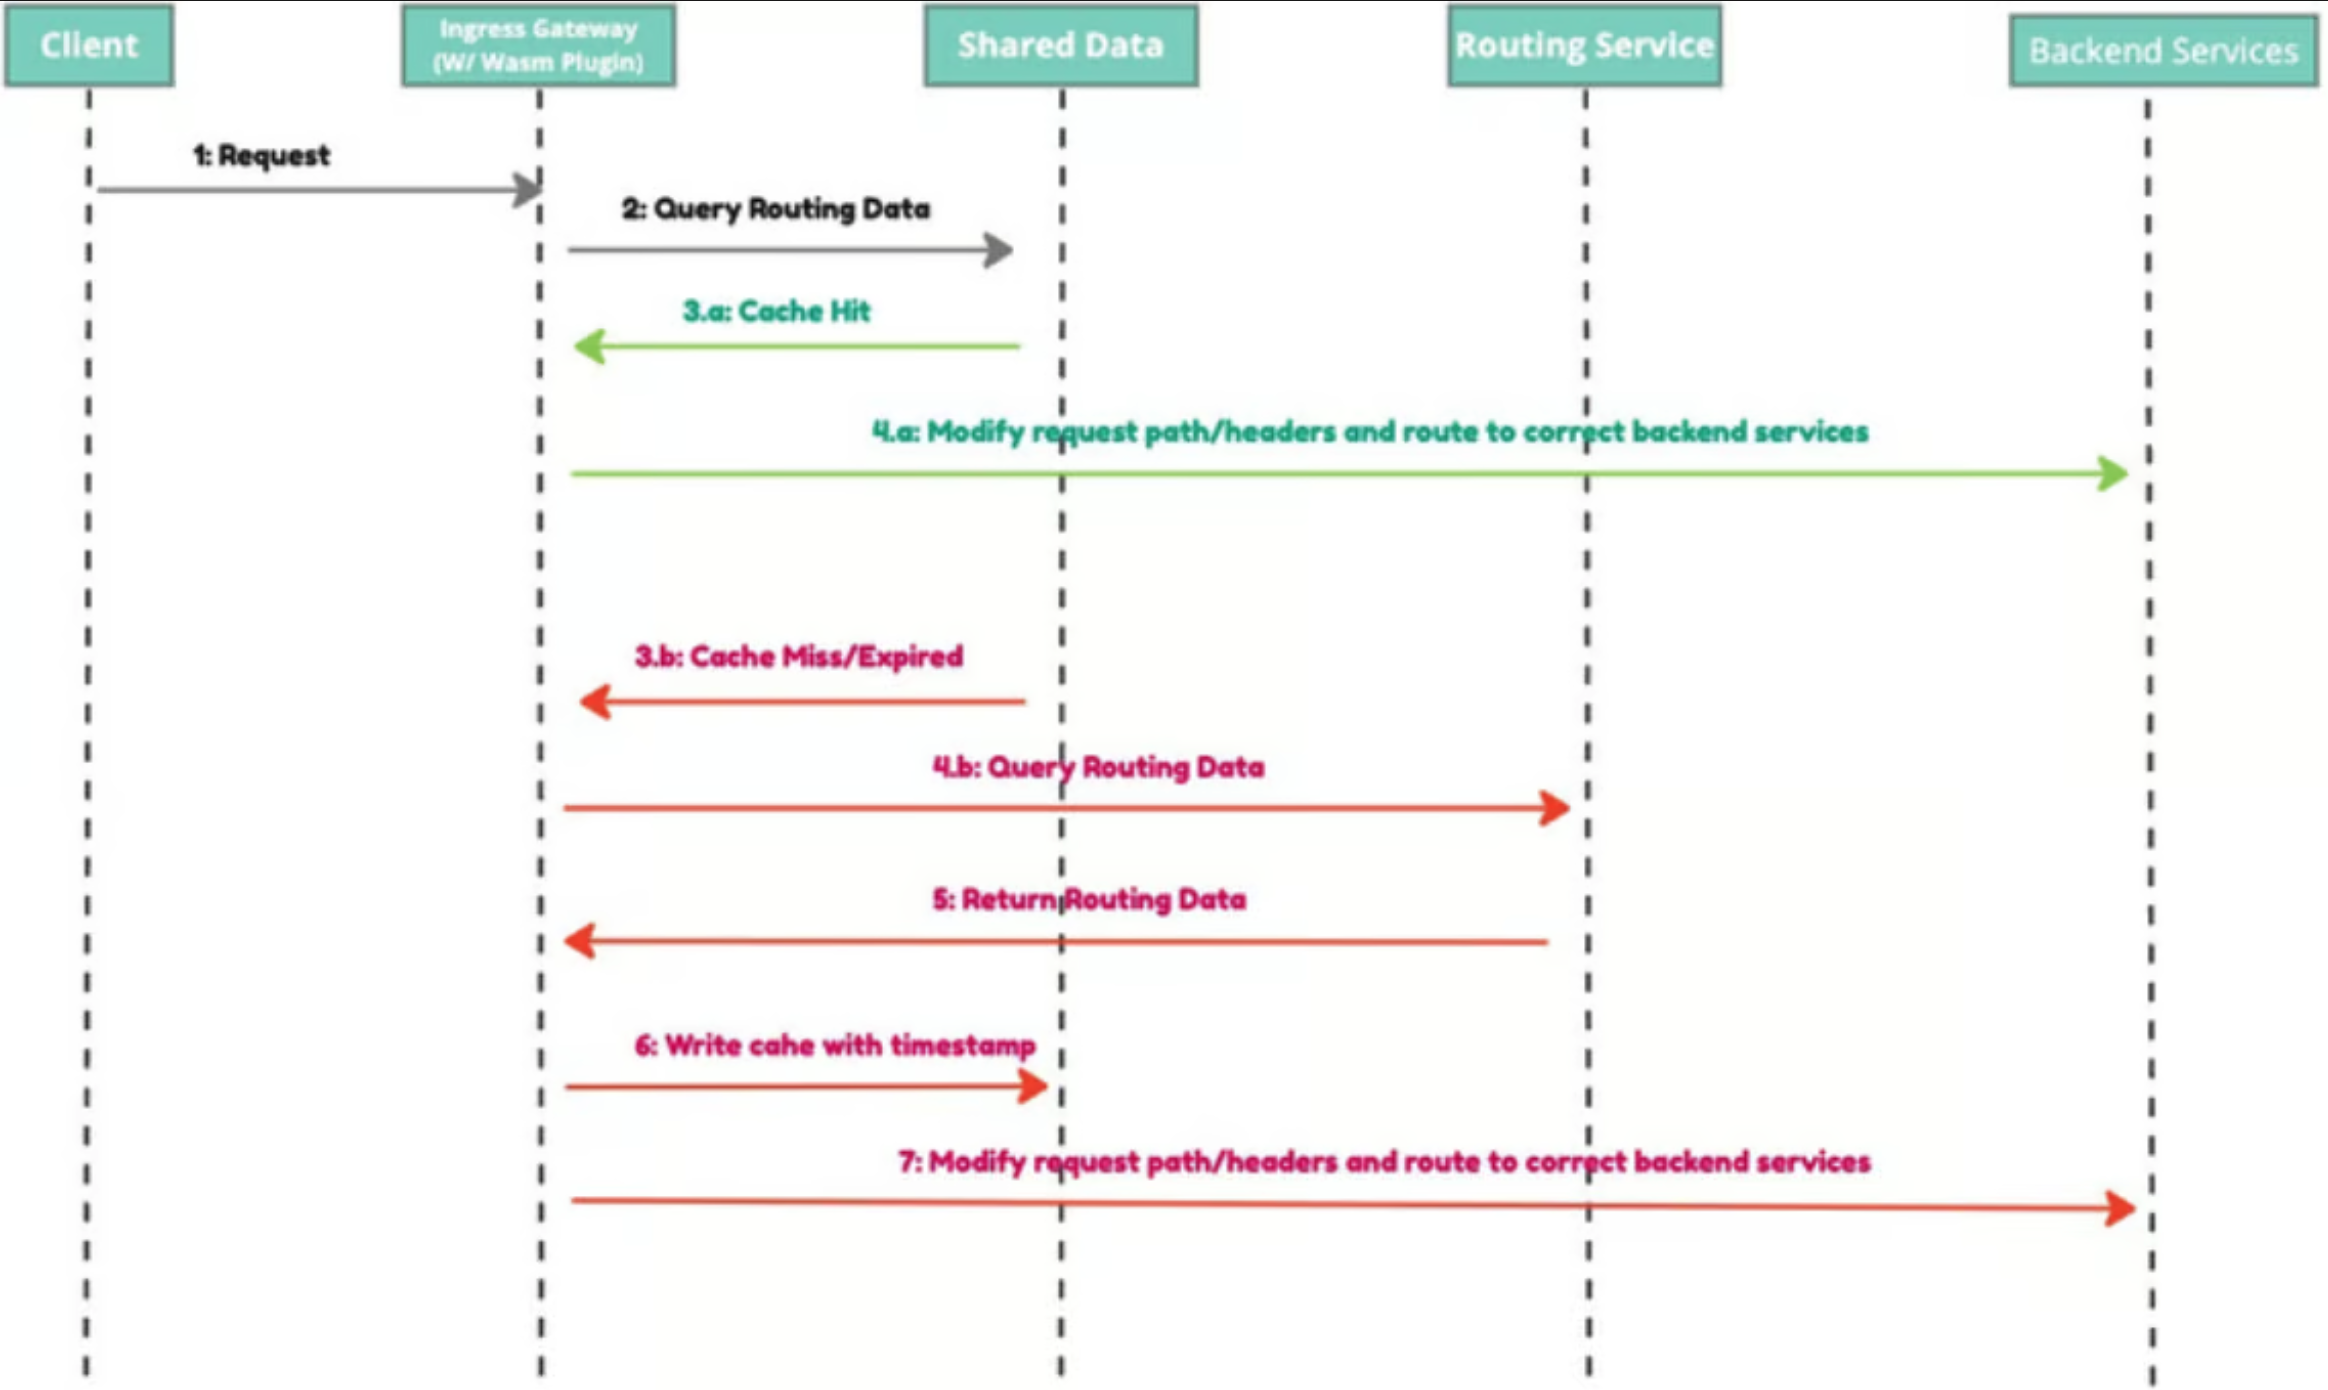 Client
Ingress Gateway
(W/ Wasm Plugin)
Shared Data
Routing Service
Backend Services
1: Request
2: Query Routing Data
3.a: Cache Hit
4.a: Modify request path/headers and route to correct backend services
3.b: Cache Miss/Expired
4.b: Query Routing Data
5: Return Routing Data
6: Write cahe with timestamp
7: Modify request path/headers and route to correct backend services